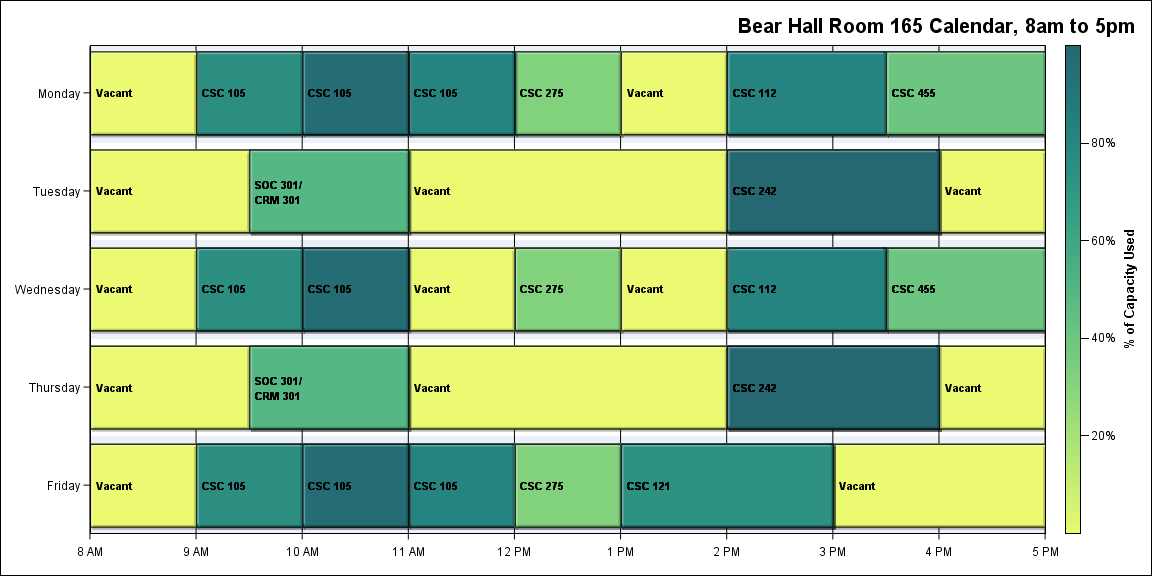 Bear Hall Room 165 Calendar, 8am to 5pm
Monday
Vacant
CSC 105
CSC 105
CSC 105
CSC 275
Vacant
CSC 112
CSC 455
Tuesday
Vacant
SOC 301/
CRM 301
Vacant
CSC 242
Vacant
Wednesday
Vacant
CSC 105
CSC 105
Vacant
CSC 275
Vacant
CSC 112
CSC 455
Thursday
Vacant
SOC 301/
CRM 301
Vacant
CSC 242
Vacant
Friday
Vacant
CSC 105
CSC 105
CSC 105
CSC 275
CSC 121
Vacant
8 AM
9 AM
10 AM
11 AM
12 PM
1 PM
2 PM
3 PM
4 PM
5 PM
80%
60%
40%
20%
% of Capacity Used